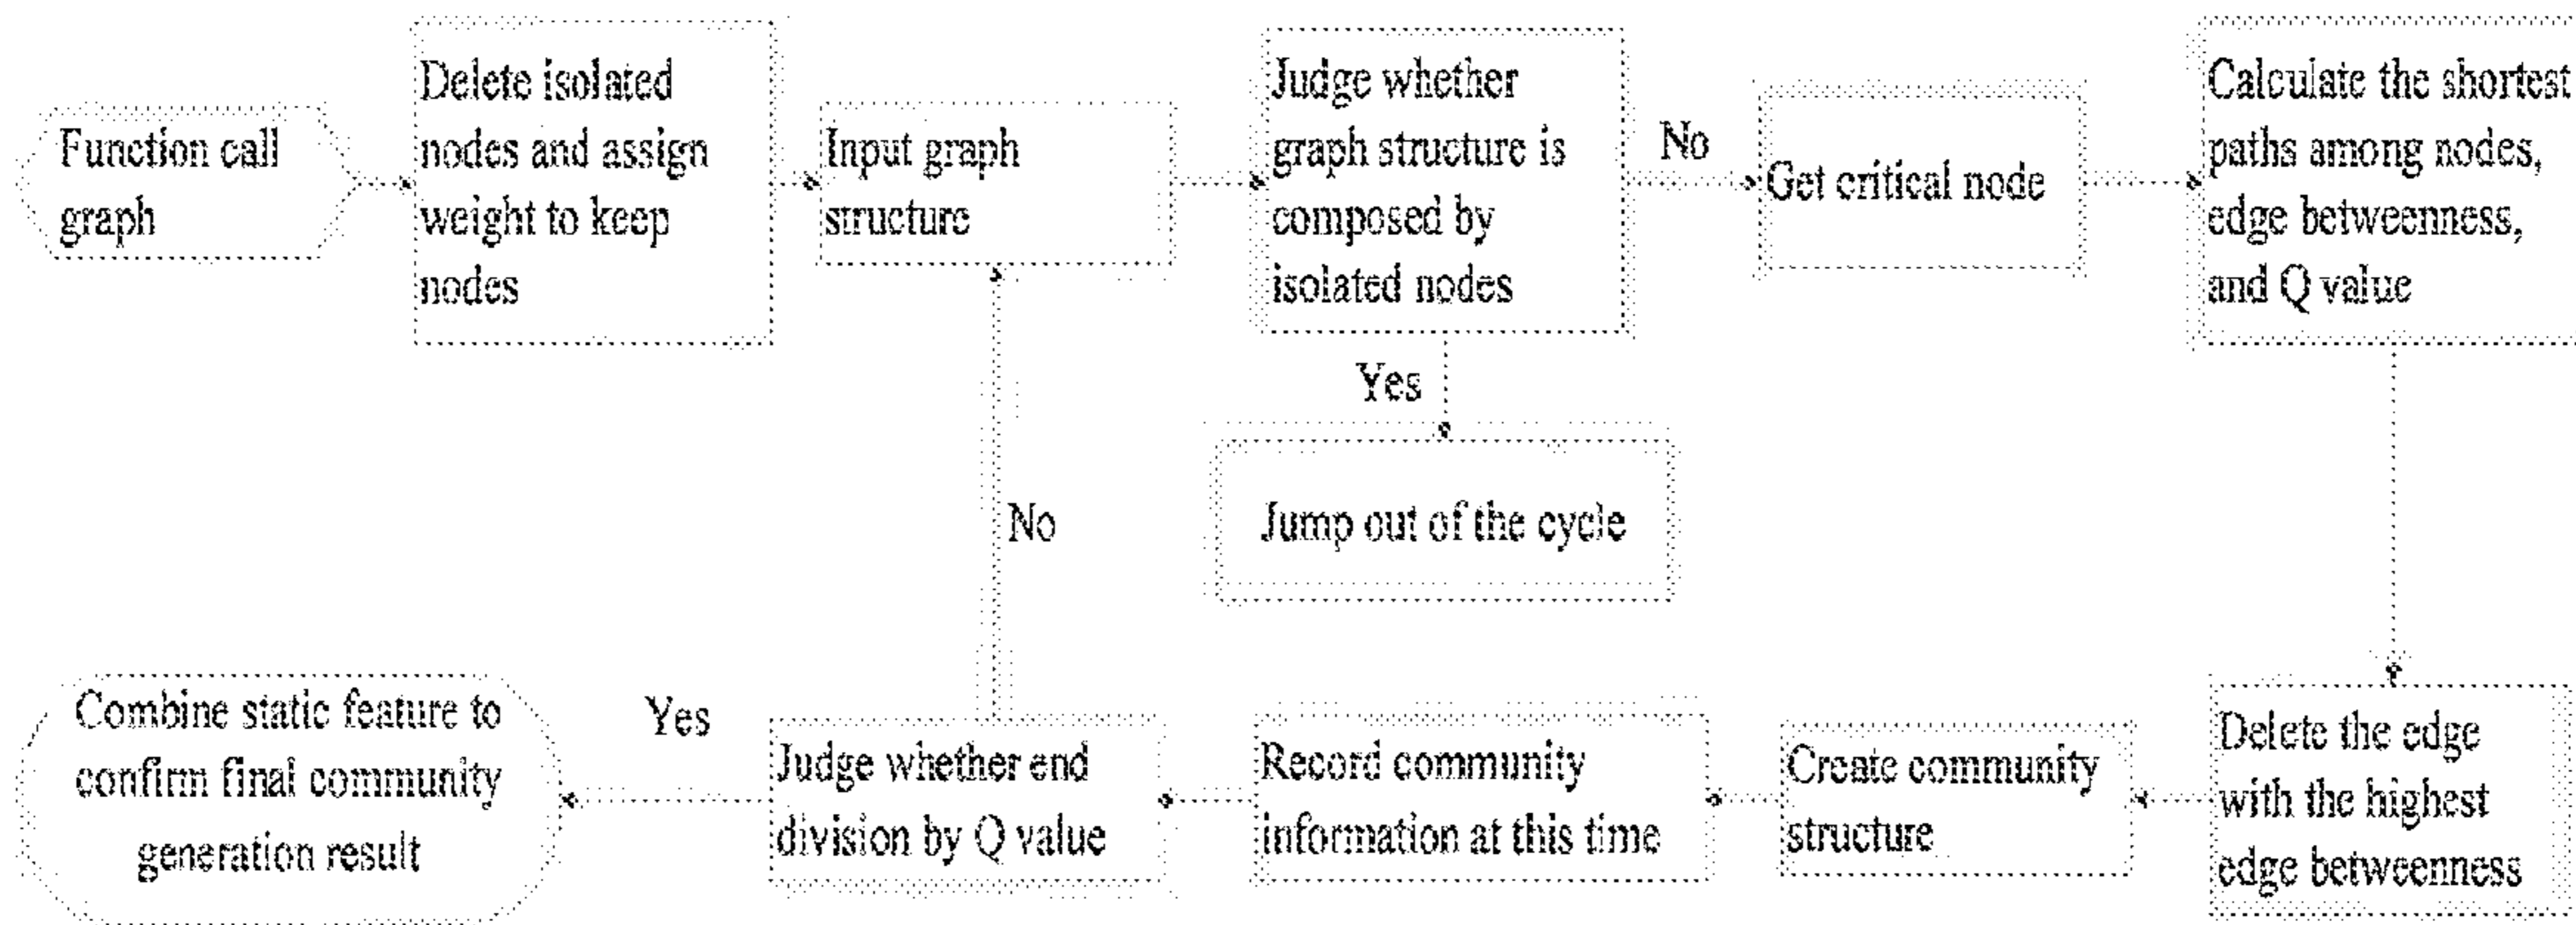 Function call
graph
Delete isolated
nodes and assign
weight to keep
nodes
Input graph
structure
Judge whether
graph structure is
composed by
isolated nodes
No
Get critical node
Calculate the shortest
paths among nodes,
edge betweenness,
and Q value
Yes
Jump out of the cycle
No
Delete the edge
with the highest
edge betweenness
Create community
structure
Record community
information at this time
Judge whether end
division by Q value
Yes
Combine static feature to
confirm final community
generation result